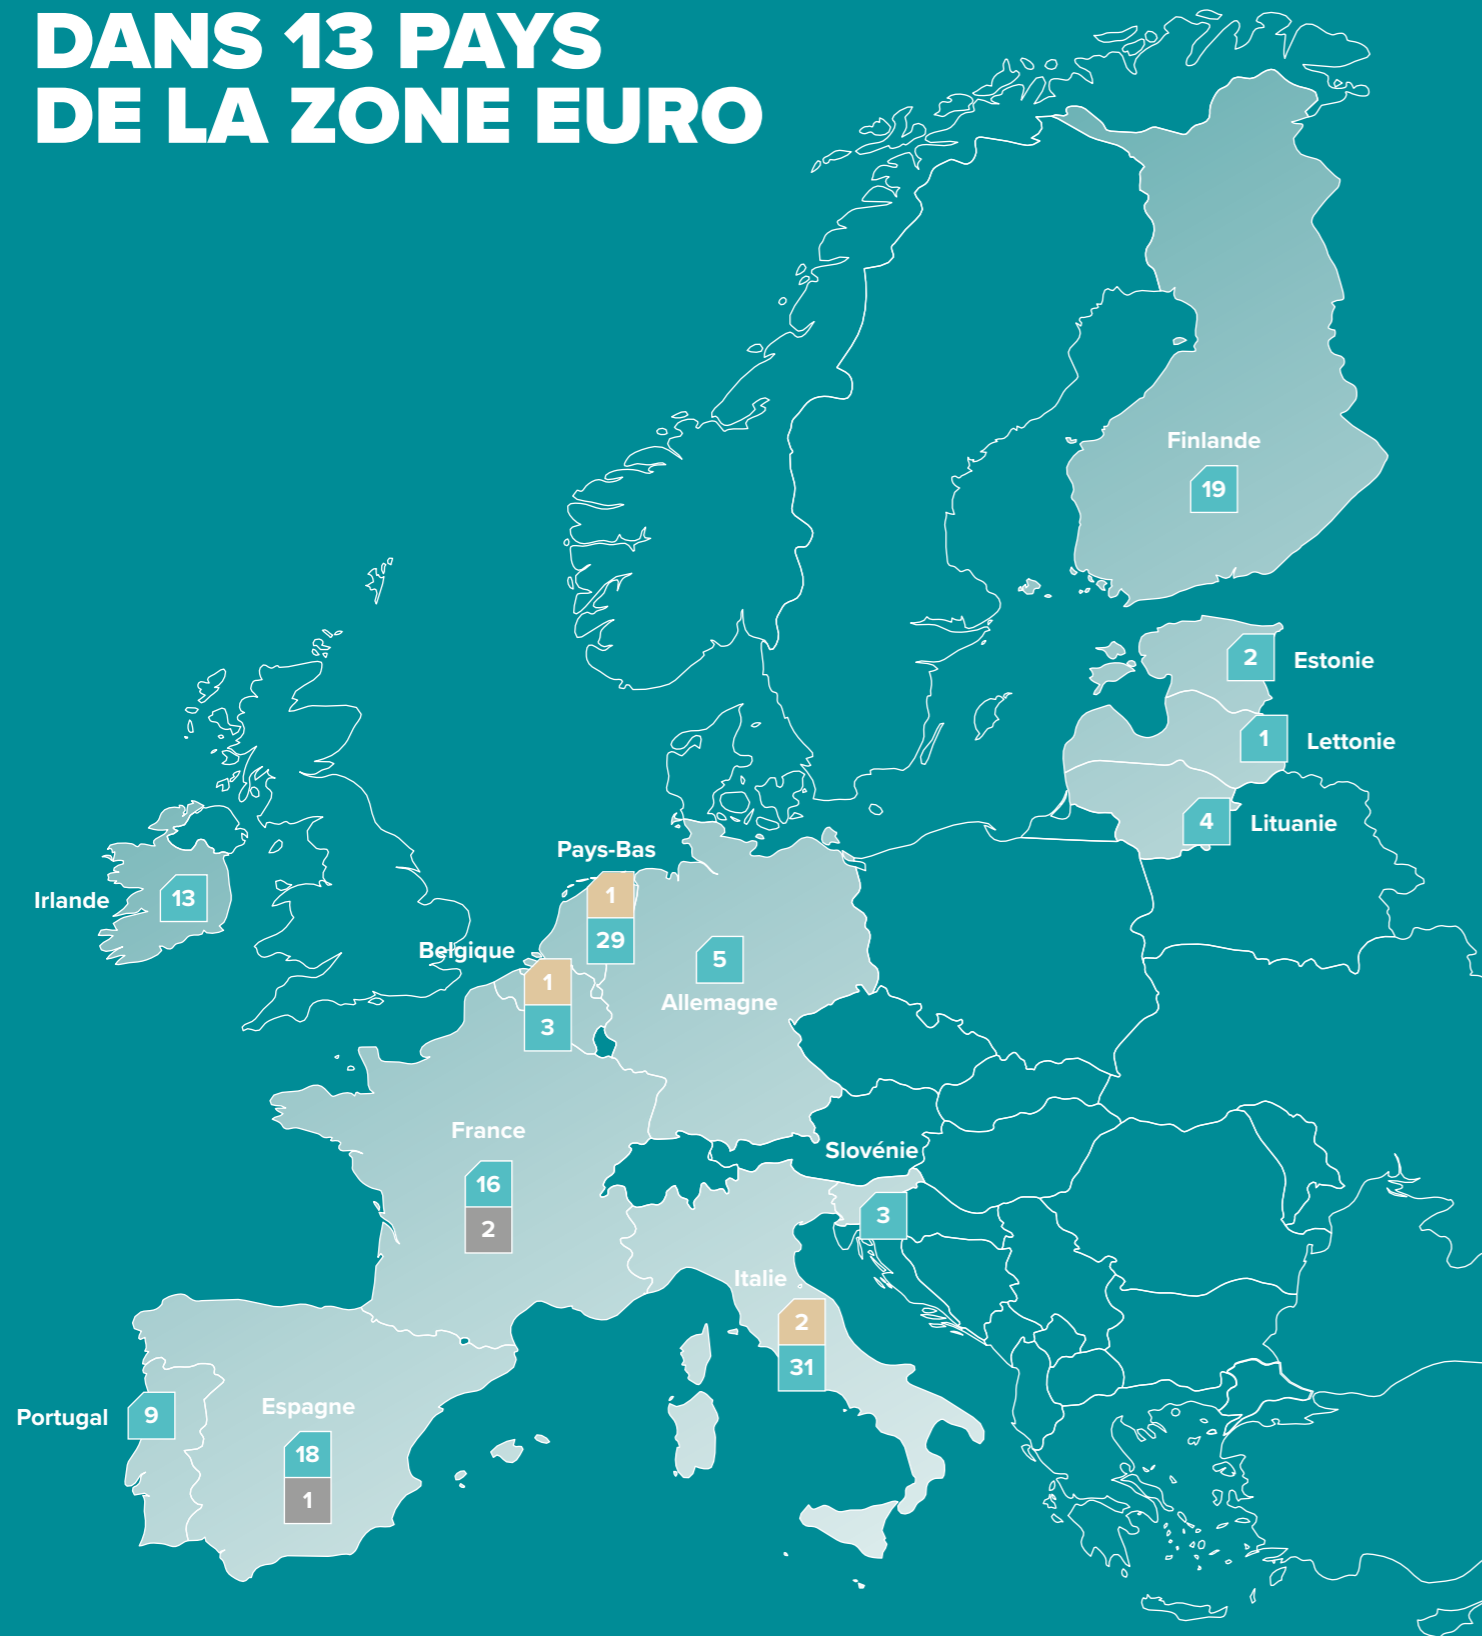 DANS 13 PAYS
DE LA ZONE EURO
Finlande
19
2
Estonie
1
Lettonie
4
Lituanie
Pays-Bas
1
29
Irlande
13
Belgique
1
3
5
Allemagne
France
16
2
Slovénie
3
Italie
2
31
Portugal
9
Espagne
18
1